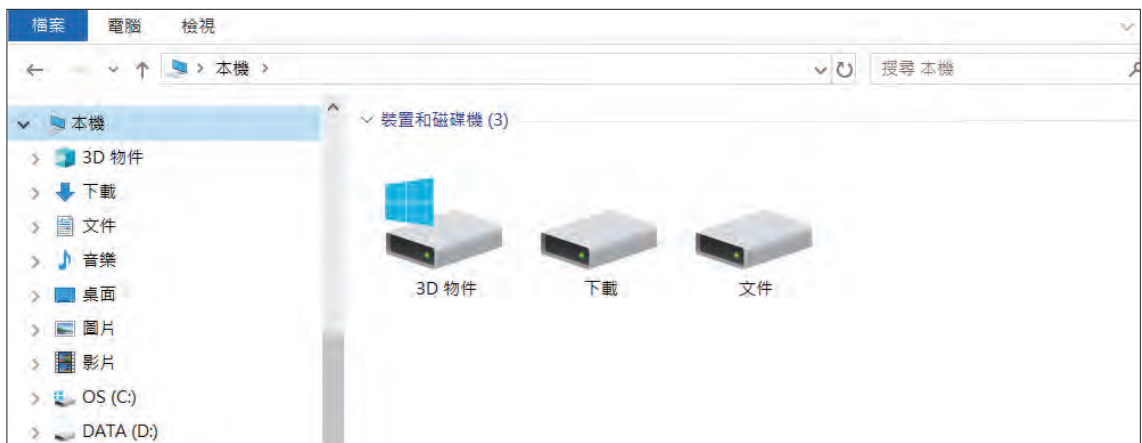 檔案 電腦 檢視
本機
搜尋 本機
本機
3D 物件
下載
文件
音樂
桌面
圖片
影片
OS (C:)
DATA (D:)
裝置和磁碟機 (3)
3D 物件 下載 文件